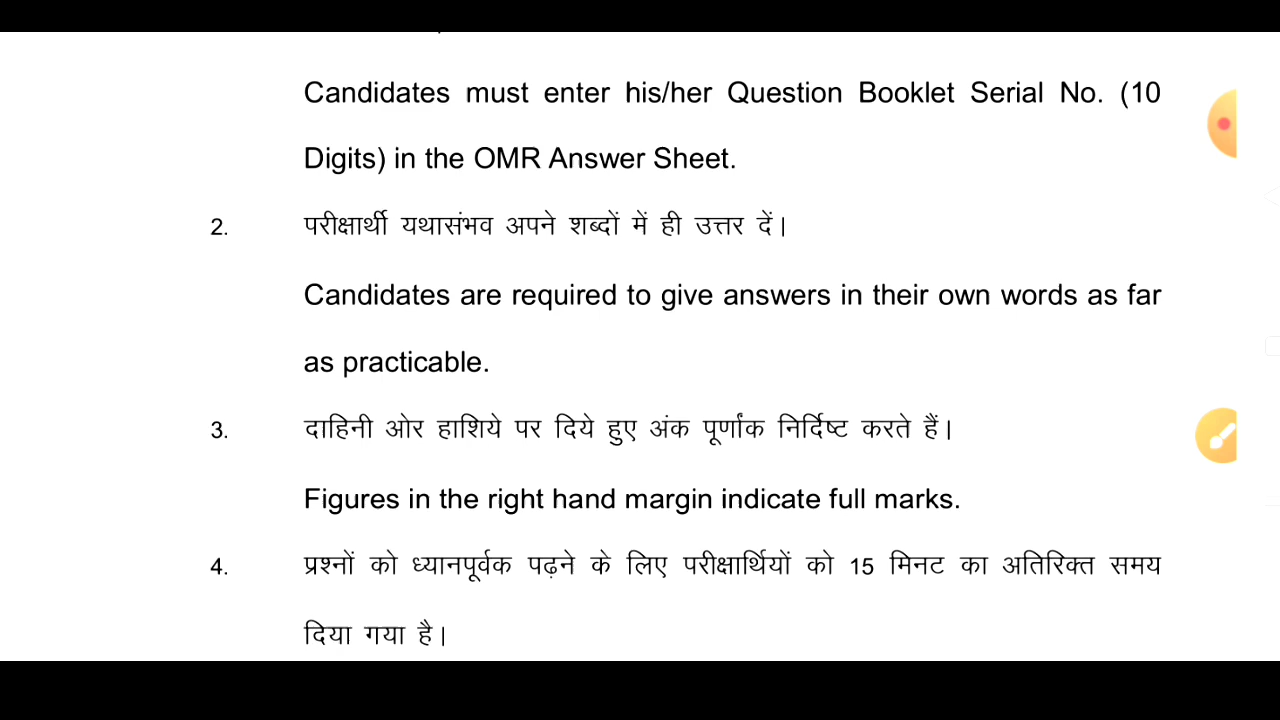 Candidates must enter his/her Question Booklet Serial No. (10
Digits) in the OMR Answer Sheet.
2. परीक्षार्थी यथासंभव अपने शब्दों में ही उत्तर दें।
Candidates are required to give answers in their own words as far
as practicable.
3. दाहिनी ओर हाशिये पर दिये हुए अंक पूर्णांक निर्दिष्ट करते हैं।
Figures in the right hand margin indicate full marks.
4. प्रश्नों को ध्यानपूर्वक पढ़ने के लिए परीक्षार्थियों को 15 मिनट का अतिरिक्त समय
दिया गया है।